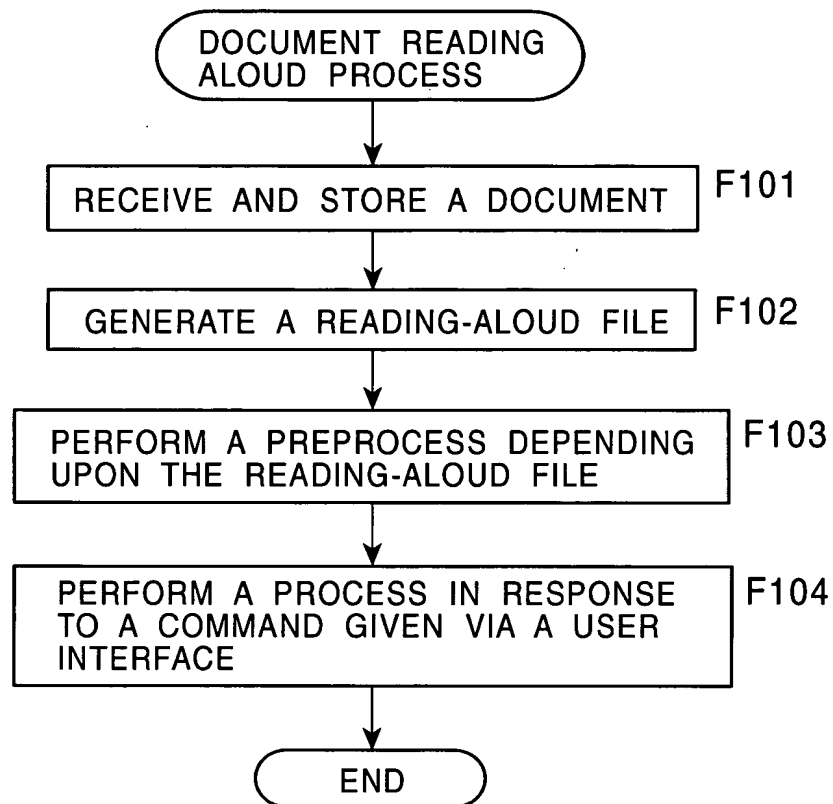 DOCUMENT READING
ALOUD PROCESS
RECEIVE AND STORE A DOCUMENT
F101
GENERATE A READING-ALOUD FILE
F102
PERFORM A PREPROCESS DEPENDING
UPON THE READING-ALOUD FILE
F103
PERFORM A PROCESS IN RESPONSE
TO A COMMAND GIVEN VIA A USER
INTERFACE
F104
END